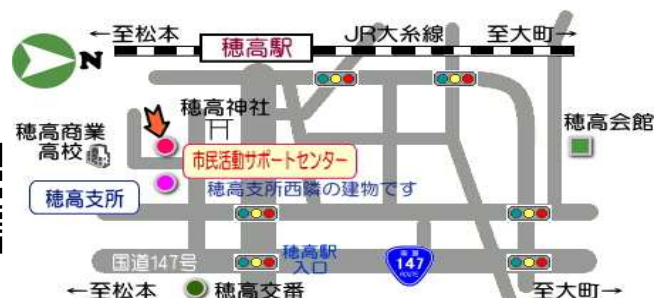 ←至松本
穂高駅
JR大糸線
至大町→
N
穂高神社
穂高商業
高校
穂高会館
市民活動サポートセンター
穂高支所
穂高支所西隣の建物です
国道147号
穂高駅
入口
147
ROUTE
←至松本
穂高交番
至大町→